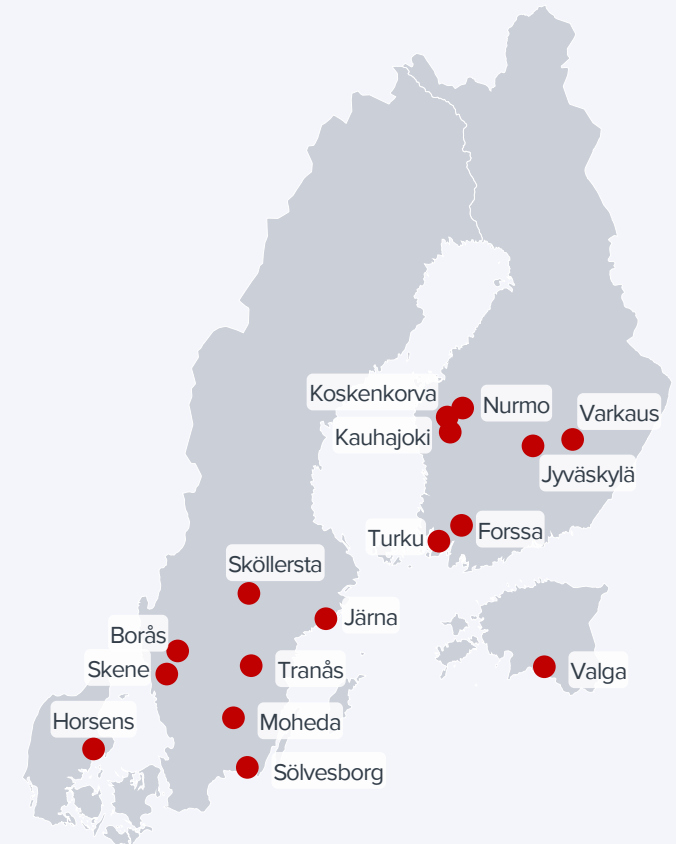 Koskenkorva
Nurmo
Varkaus
Kauhajoki
Jyväskylä
Turku
Forssa
Sköllersta
Järna
Borås
Skene
Tranås
Valga
Horsens
Moheda
Sölvesborg